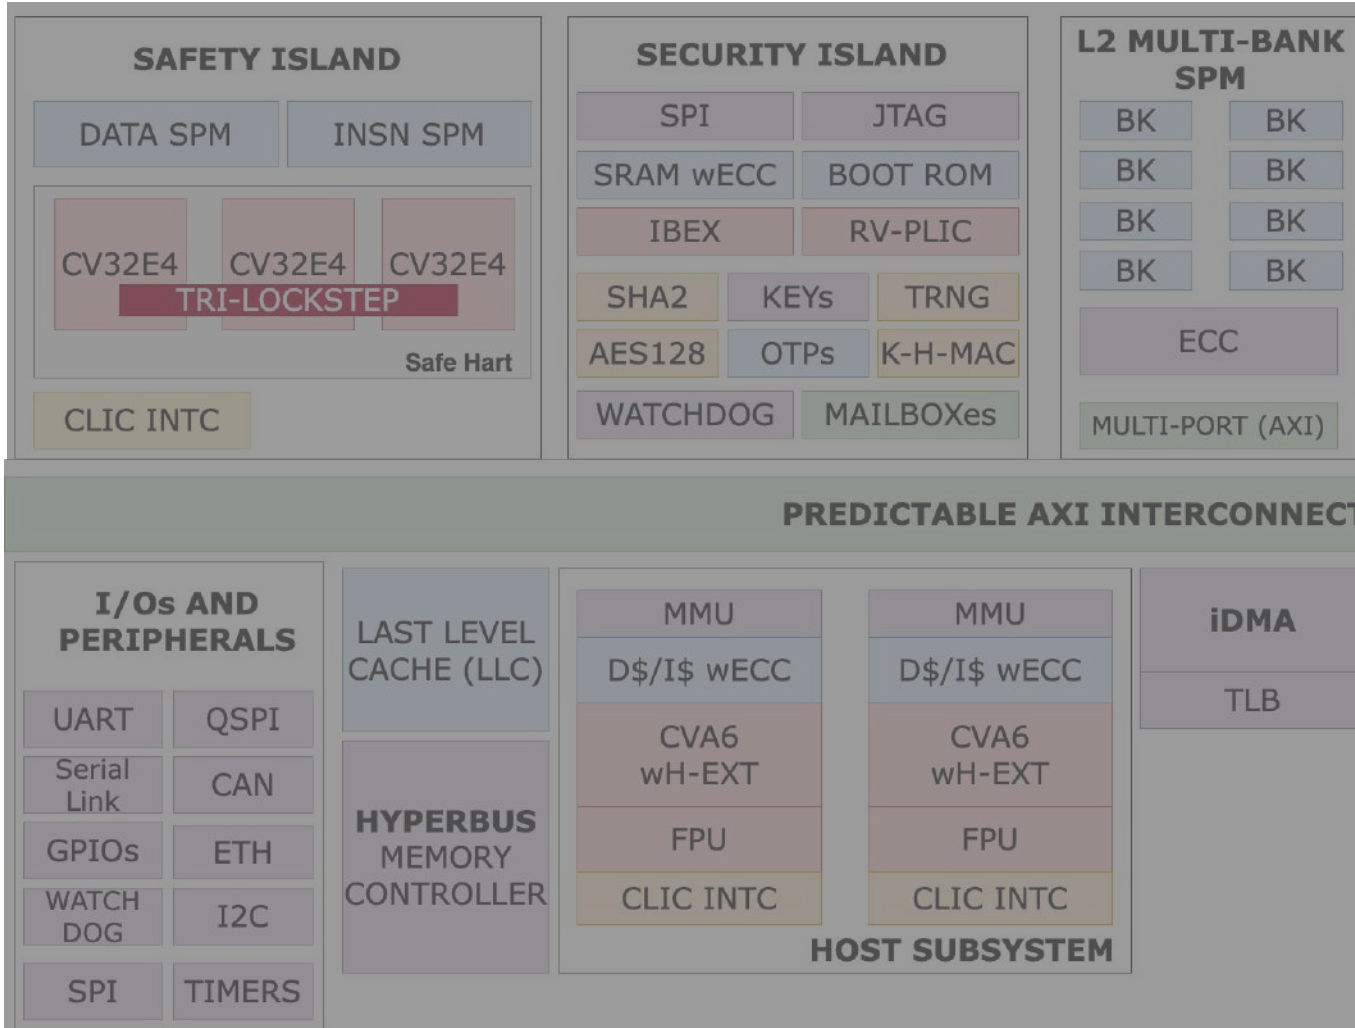 SAFETY ISLAND
DATA SPM
INSN SPM
CV32E4
CV32E4
CV32E4
TRI-LOCKSTEP
Safe Hart
CLIC INTC
SECURITY ISLAND
SPI
JTAG
SRAM wECC
BOOT ROM
IBEX
RV-PLIC
SHA2
KEYs
TRNG
AES128
OTPs
K-H-MAC
WATCHDOG
MAILBOXes
L2 MULTI-BANK
SPM
BK
BK
BK
BK
BK
BK
BK
BK
ECC
MULTI-PORT (AXI)
PREDICTABLE AXI INTERCONNECT
I/Os AND
PERIPHERALS
UART
QSPI
Serial
Link
CAN
GPIOs
ETH
WATCH
DOG
I2C
SPI
TIMERS
LAST LEVEL
CACHE (LLC)
HYPERBUS
MEMORY
CONTROLLER
MMU
D$/I$ wECC
CVA6
wH-EXT
FPU
CLIC INTC
MMU
D$/I$ wECC
CVA6
wH-EXT
FPU
CLIC INTC
HOST SUBSYSTEM
iDMA
TLB